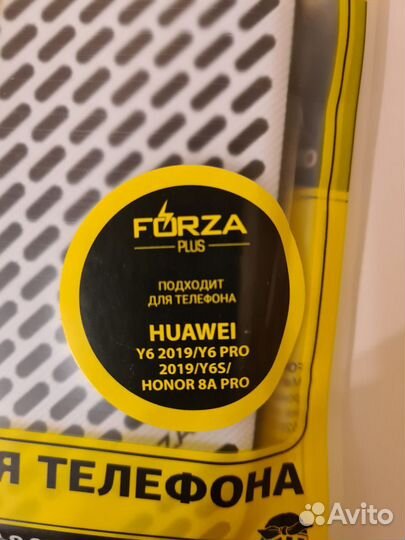 FORZA
PLUS
ПОДХОДИТ
ДЛЯ ТЕЛЕФОНА
HUAWEI
Y6 2019/Y6 PRO
2019/Y6S/
HONOR 8A PRO
Я ТЕЛЕФОНА
Avito